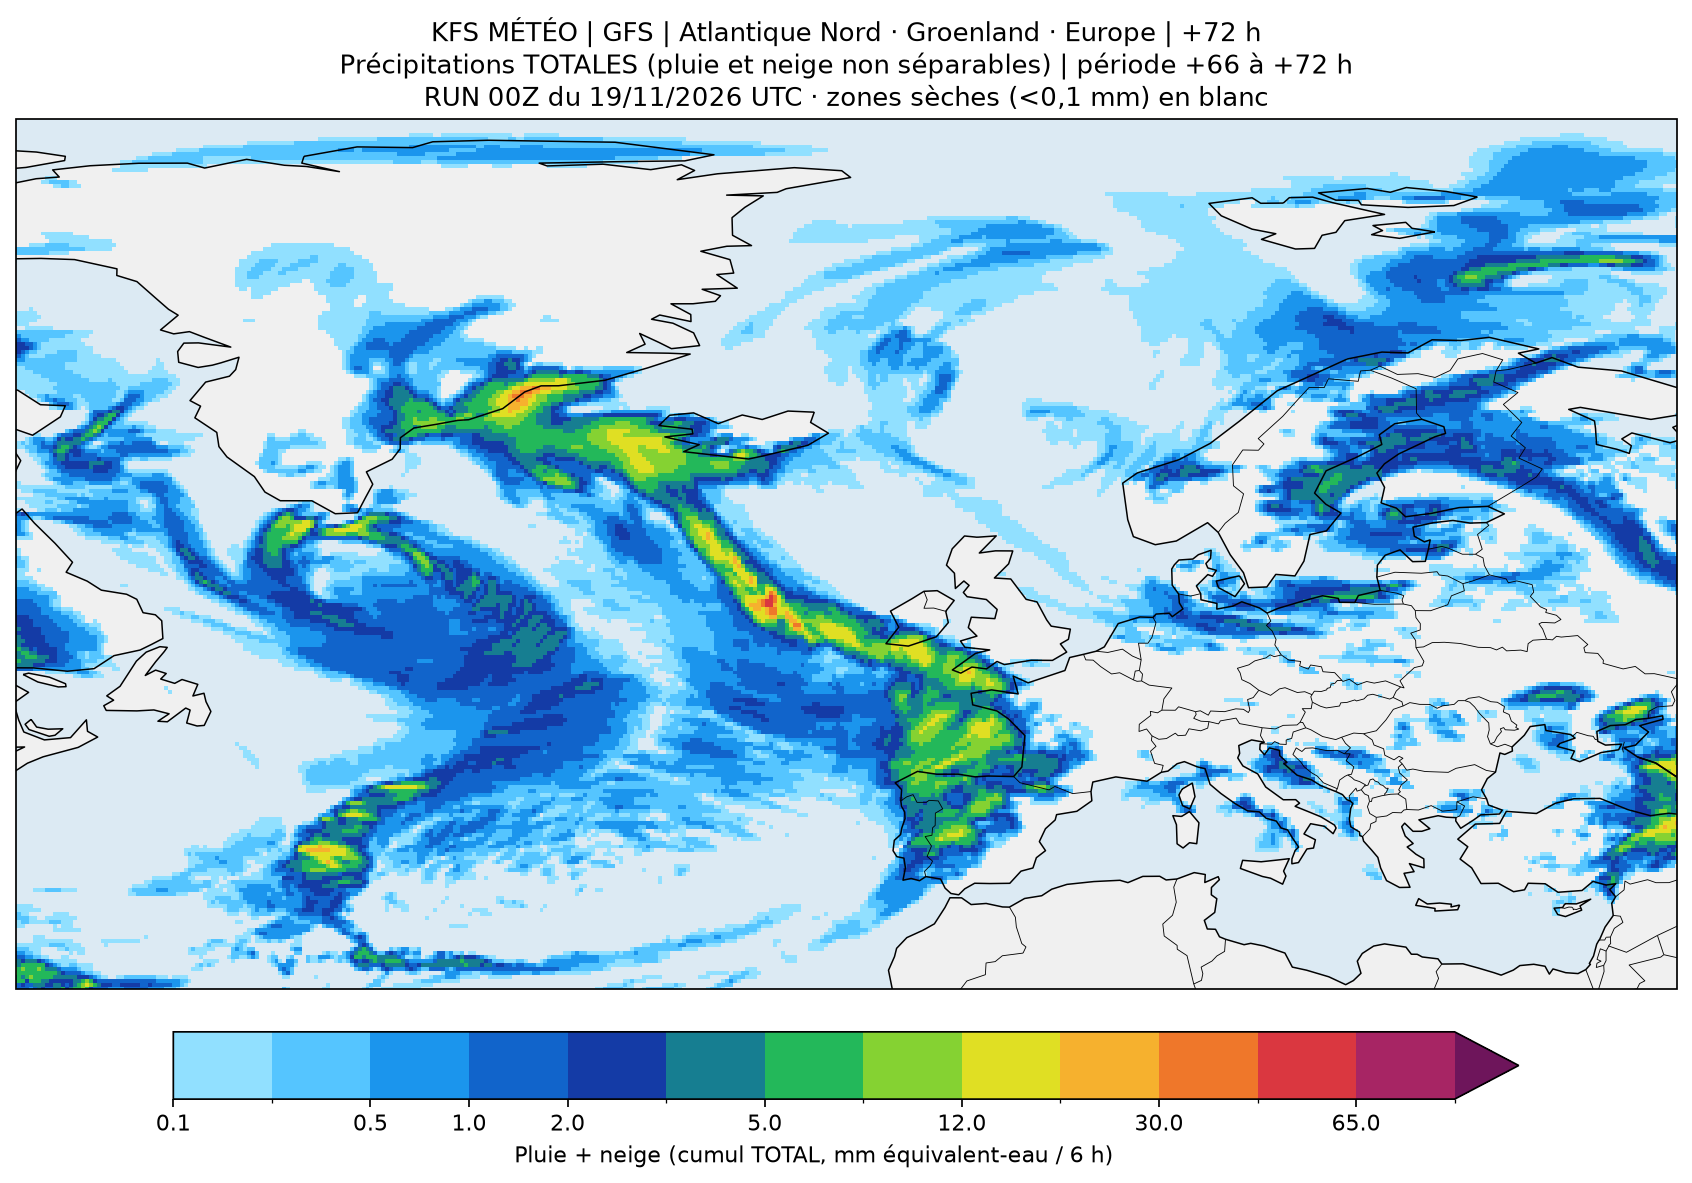 KFS MÉTÉO | GFS | Atlantique Nord · Groenland · Europe | +72 h
Précipitations TOTALES (pluie et neige non séparables) | période +66 à +72 h
RUN 00Z du 19/11/2026 UTC · zones sèches (<0,1 mm) en blanc
0.1 0.5 1.0 2.0 5.0 12.0 30.0 65.0
Pluie + neige (cumul TOTAL, mm équivalent-eau / 6 h)